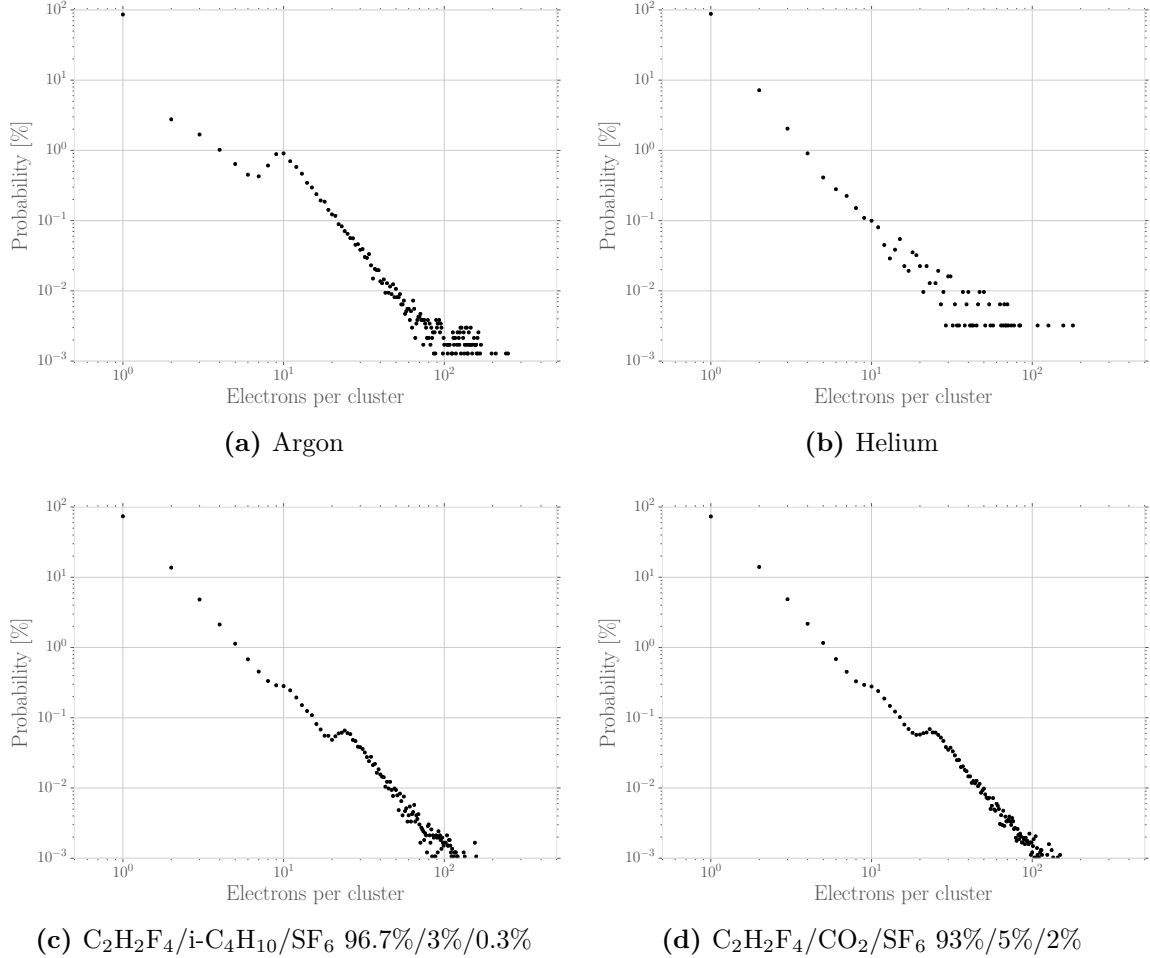 10² 10¹ 10⁰ 10⁻¹ 10⁻² 10⁻³
Probability [%]
10⁰ 10¹ 10²
Electrons per cluster
(a) Argon
10² 10¹ 10⁰ 10⁻¹ 10⁻² 10⁻³
Probability [%]
10⁰ 10¹ 10²
Electrons per cluster
(b) Helium
10² 10¹ 10⁰ 10⁻¹ 10⁻² 10⁻³
Probability [%]
10⁰ 10¹ 10²
Electrons per cluster
(c) C₂H₂F₄/i-C₄H₁₀/SF₆ 96.7%/3%/0.3%
10² 10¹ 10⁰ 10⁻¹ 10⁻² 10⁻³
Probability [%]
10⁰ 10¹ 10²
Electrons per cluster
(d) C₂H₂F₄/CO₂/SF₆ 93%/5%/2%